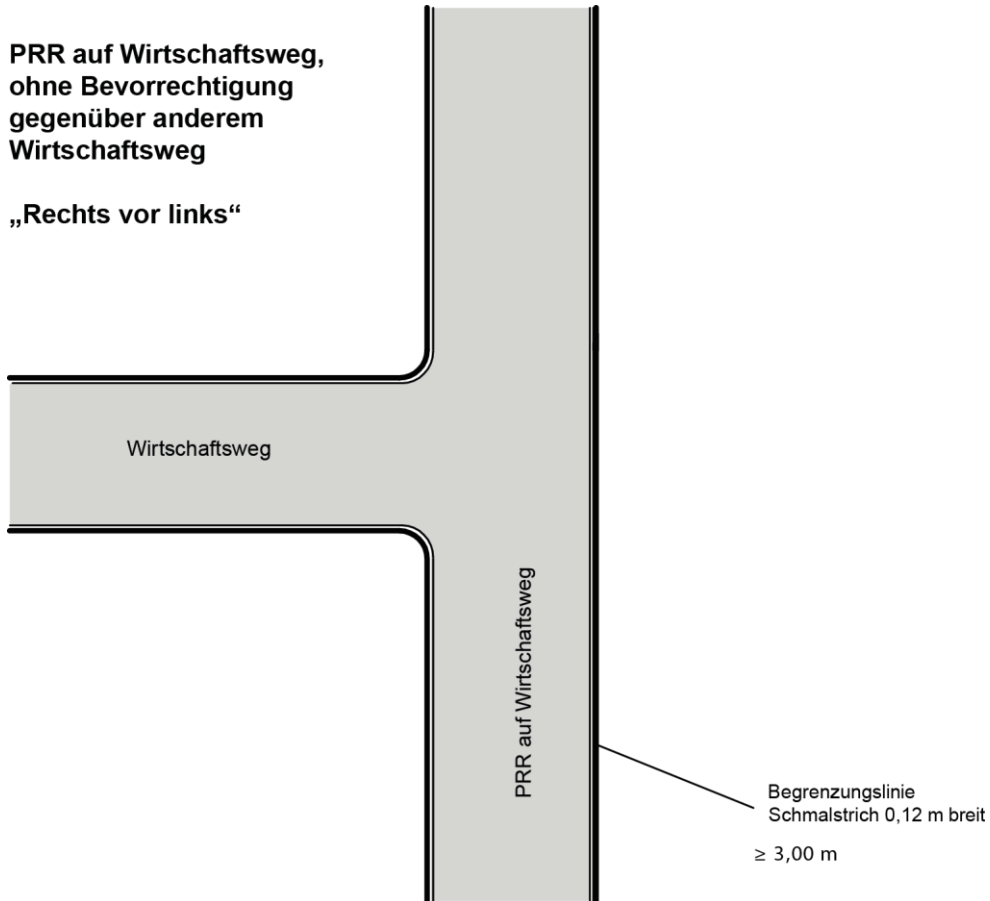 PRR auf Wirtschaftsweg,
ohne Bevorrechtigung
gegenüber anderem
Wirtschaftsweg
„Rechts vor links“
Wirtschaftsweg
PRR auf Wirtschaftsweg
Begrenzungslinie
Schmalstrich 0,12 m breit
≥ 3,00 m